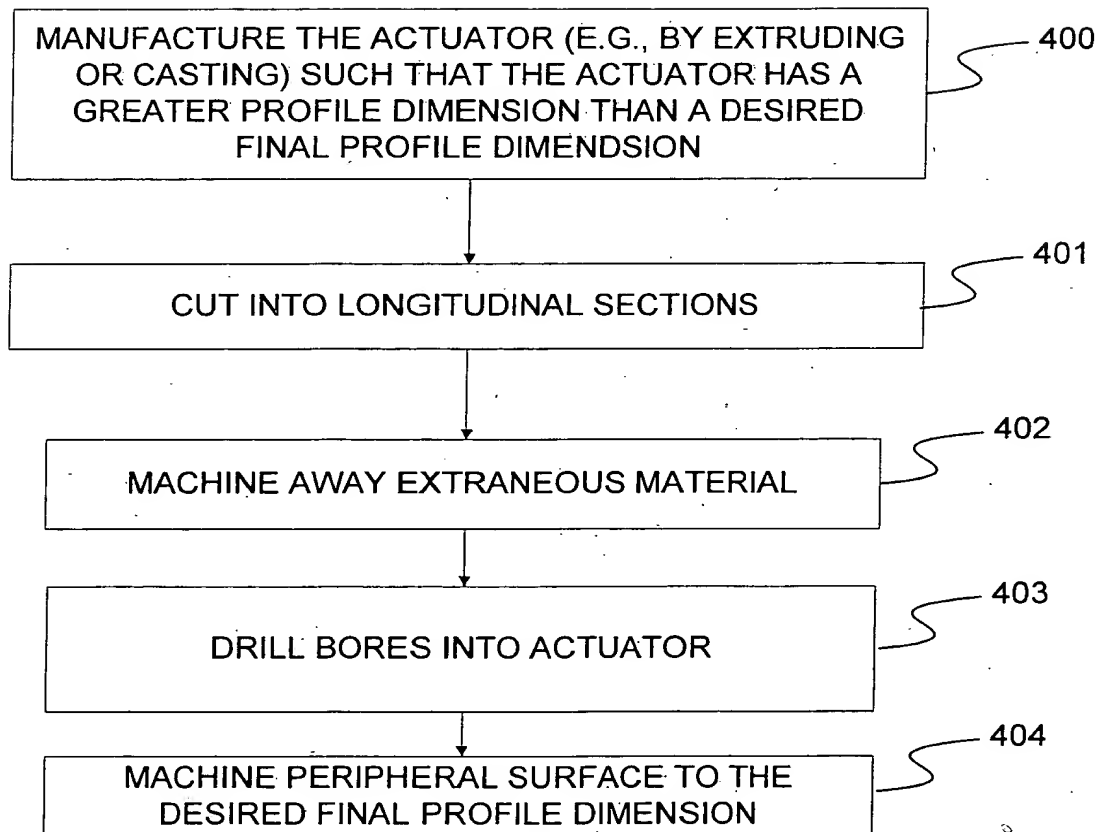 MANUFACTURE THE ACTUATOR (E.G., BY EXTRUDING
OR CASTING) SUCH THAT THE ACTUATOR HAS A
GREATER PROFILE DIMENSION THAN A DESIRED
FINAL PROFILE DIMENDSION
400
CUT INTO LONGITUDINAL SECTIONS
401
MACHINE AWAY EXTRANEOUS MATERIAL
402
DRILL BORES INTO ACTUATOR
403
MACHINE PERIPHERAL SURFACE TO THE
DESIRED FINAL PROFILE DIMENSION
404